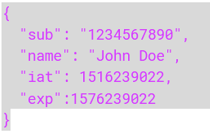 {
"sub": "1234567890",
"name": "John Doe",
"iat": 1516239022,
"exp":1576239022
}